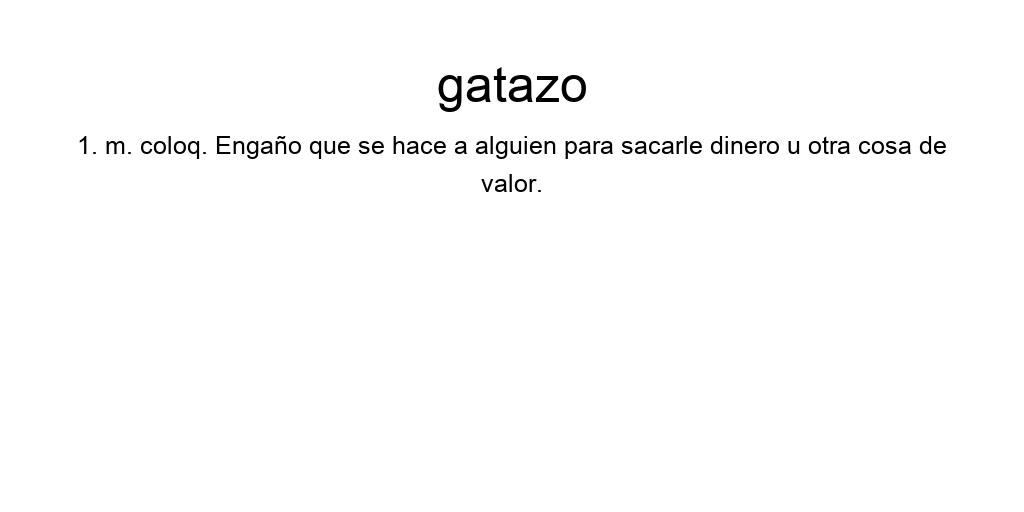 gatazo
1. m. coloq. Engaño que se hace a alguien para sacarle dinero u otra cosa de
valor.